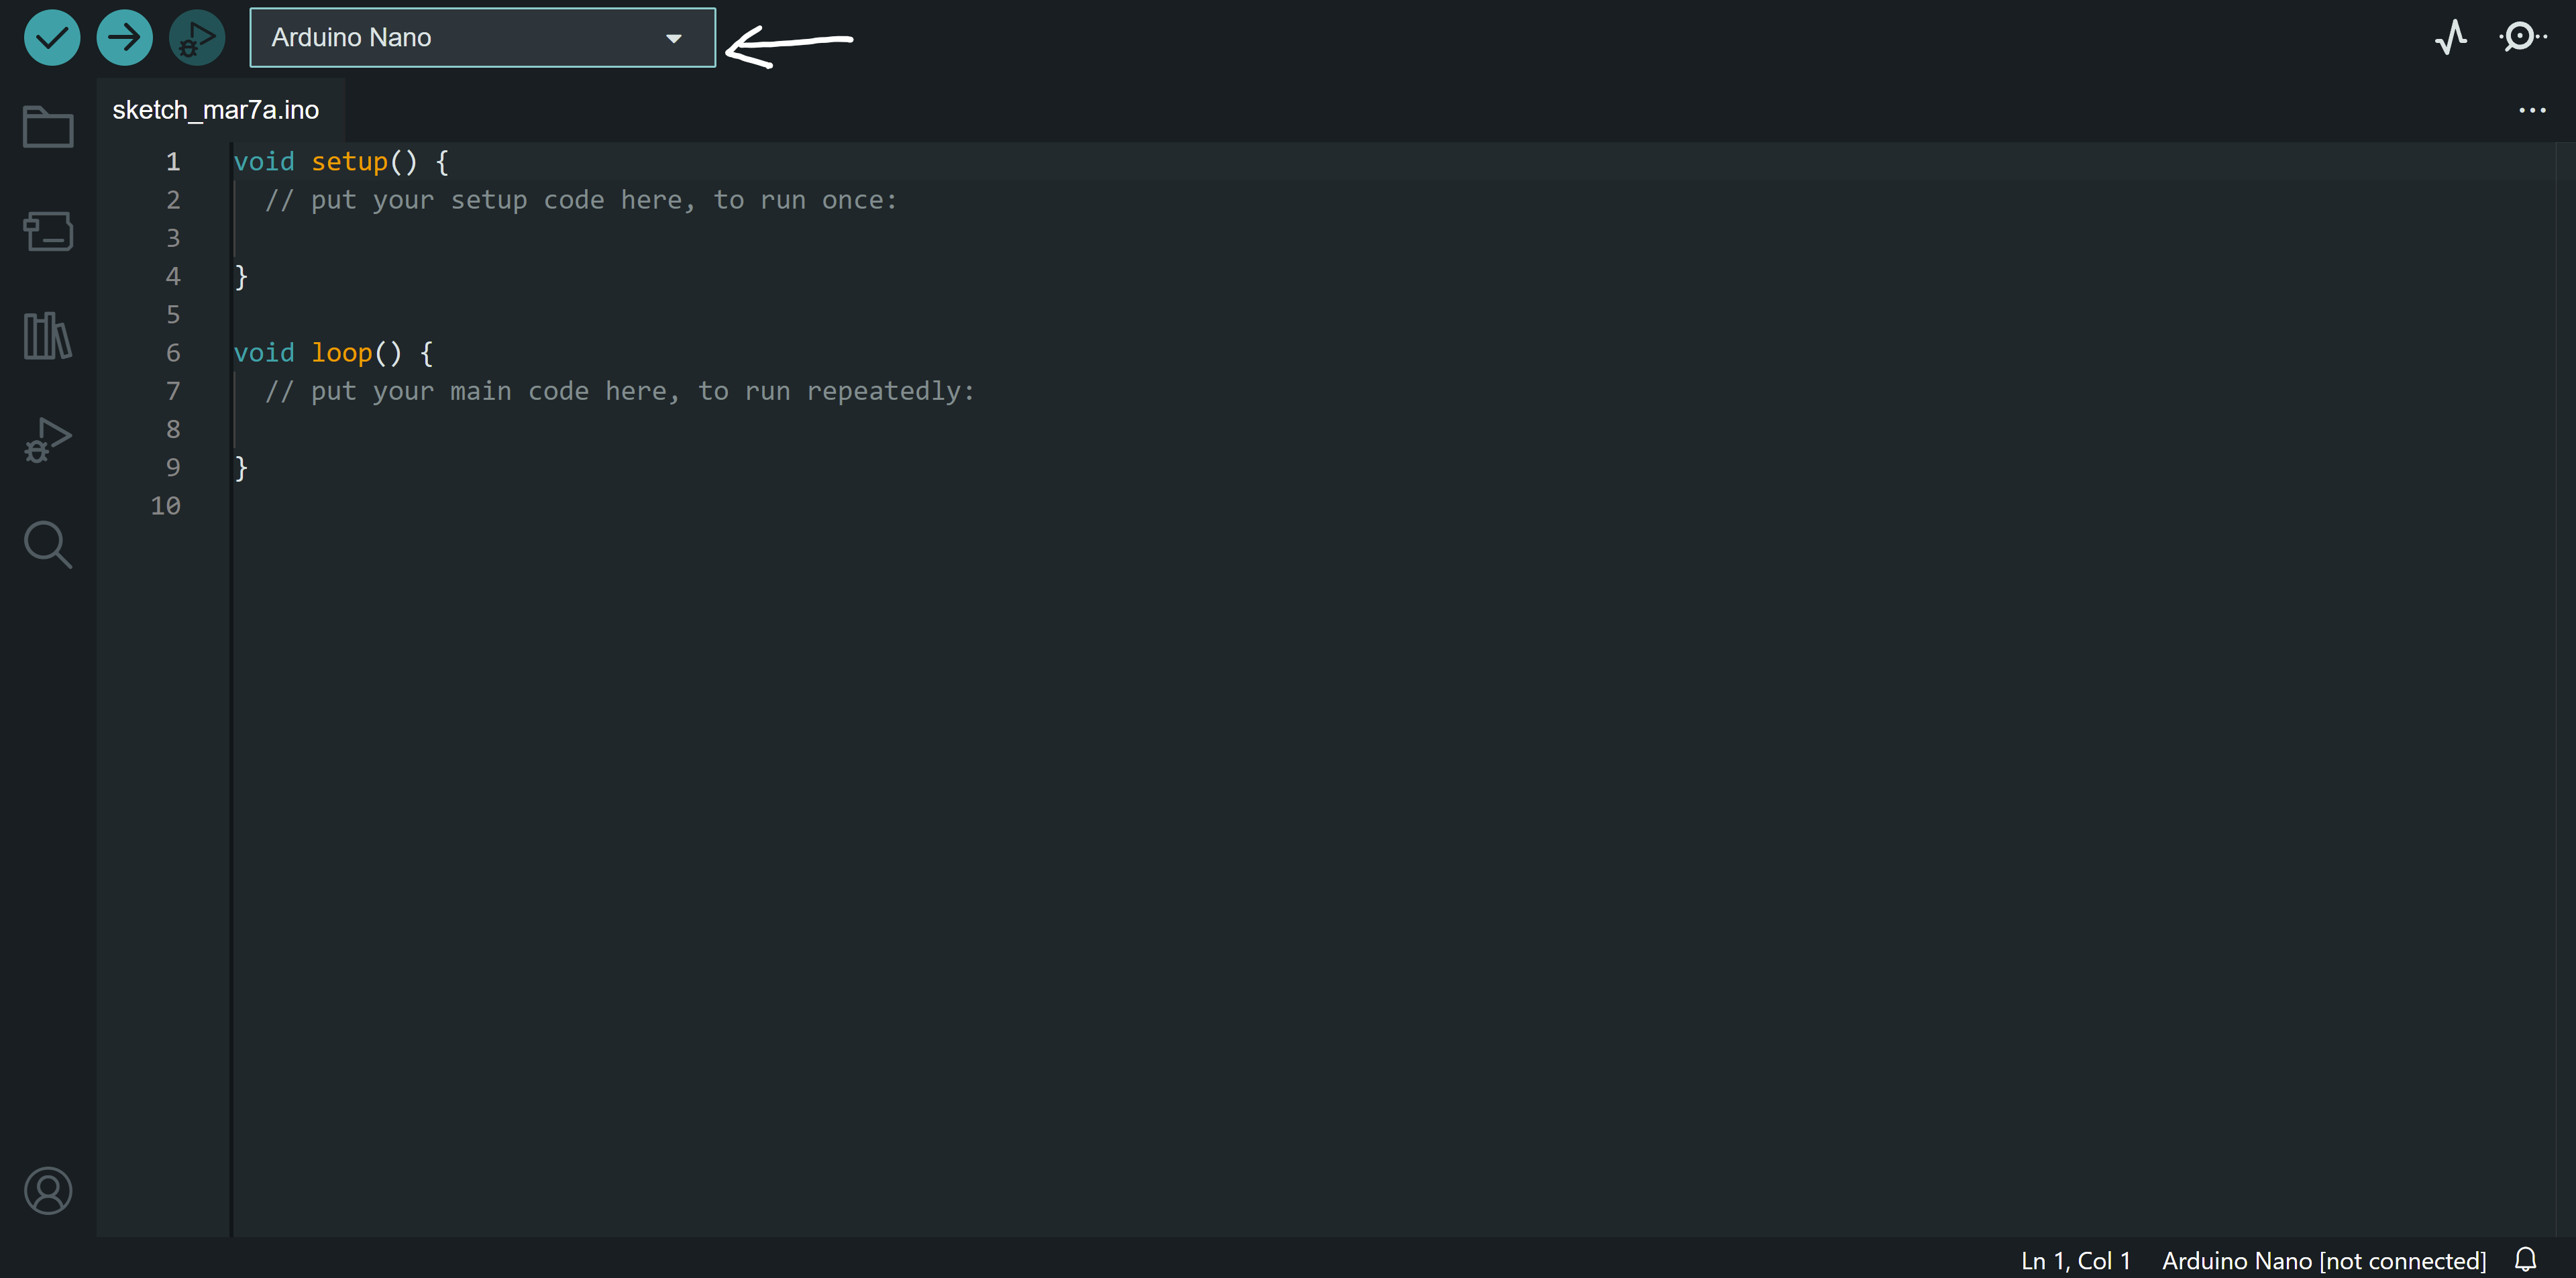 Arduino Nano
sketch_mar7a.ino
1 void setup() {
2 // put your setup code here, to run once:
3
4 }
5
6 void loop() {
7 // put your main code here, to run repeatedly:
8
9 }
10
Ln 1, Col 1 Arduino Nano [not connected]